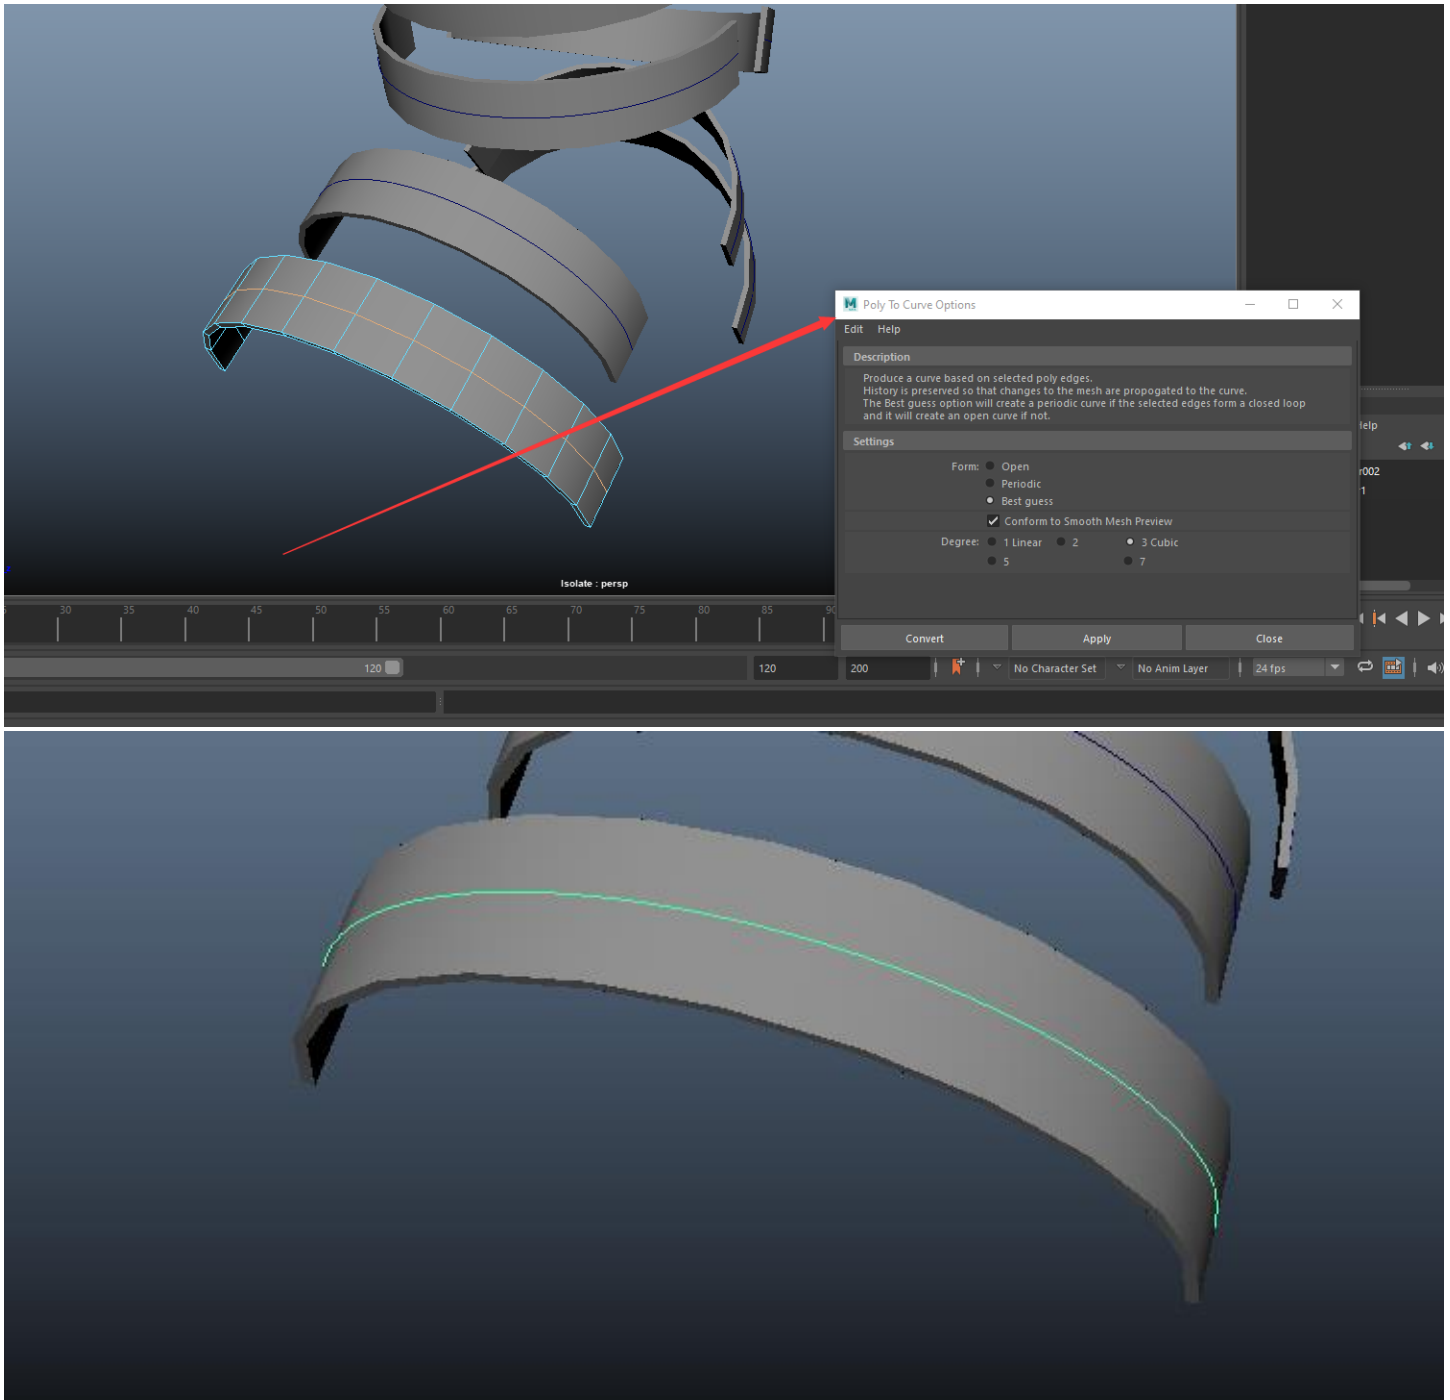 Poly To Curve Options
Edit Help
Description
Produce a curve based on selected poly edges.
History is preserved so that changes to the mesh are propogated to the curve.
The Best guess option will create a periodic curve if the selected edges form a closed loop
and it will create an open curve if not.
Settings
Form: Open
Periodic
Best guess
Conform to Smooth Mesh Preview
Degree: 1 Linear 2 3 Cubic
5 7
Convert Apply Close
r002
Isolate : persp
30 35 40 45 50 55 60 65 70 75 80 85
120 120 200 No Character Set No Anim Layer 24 fps